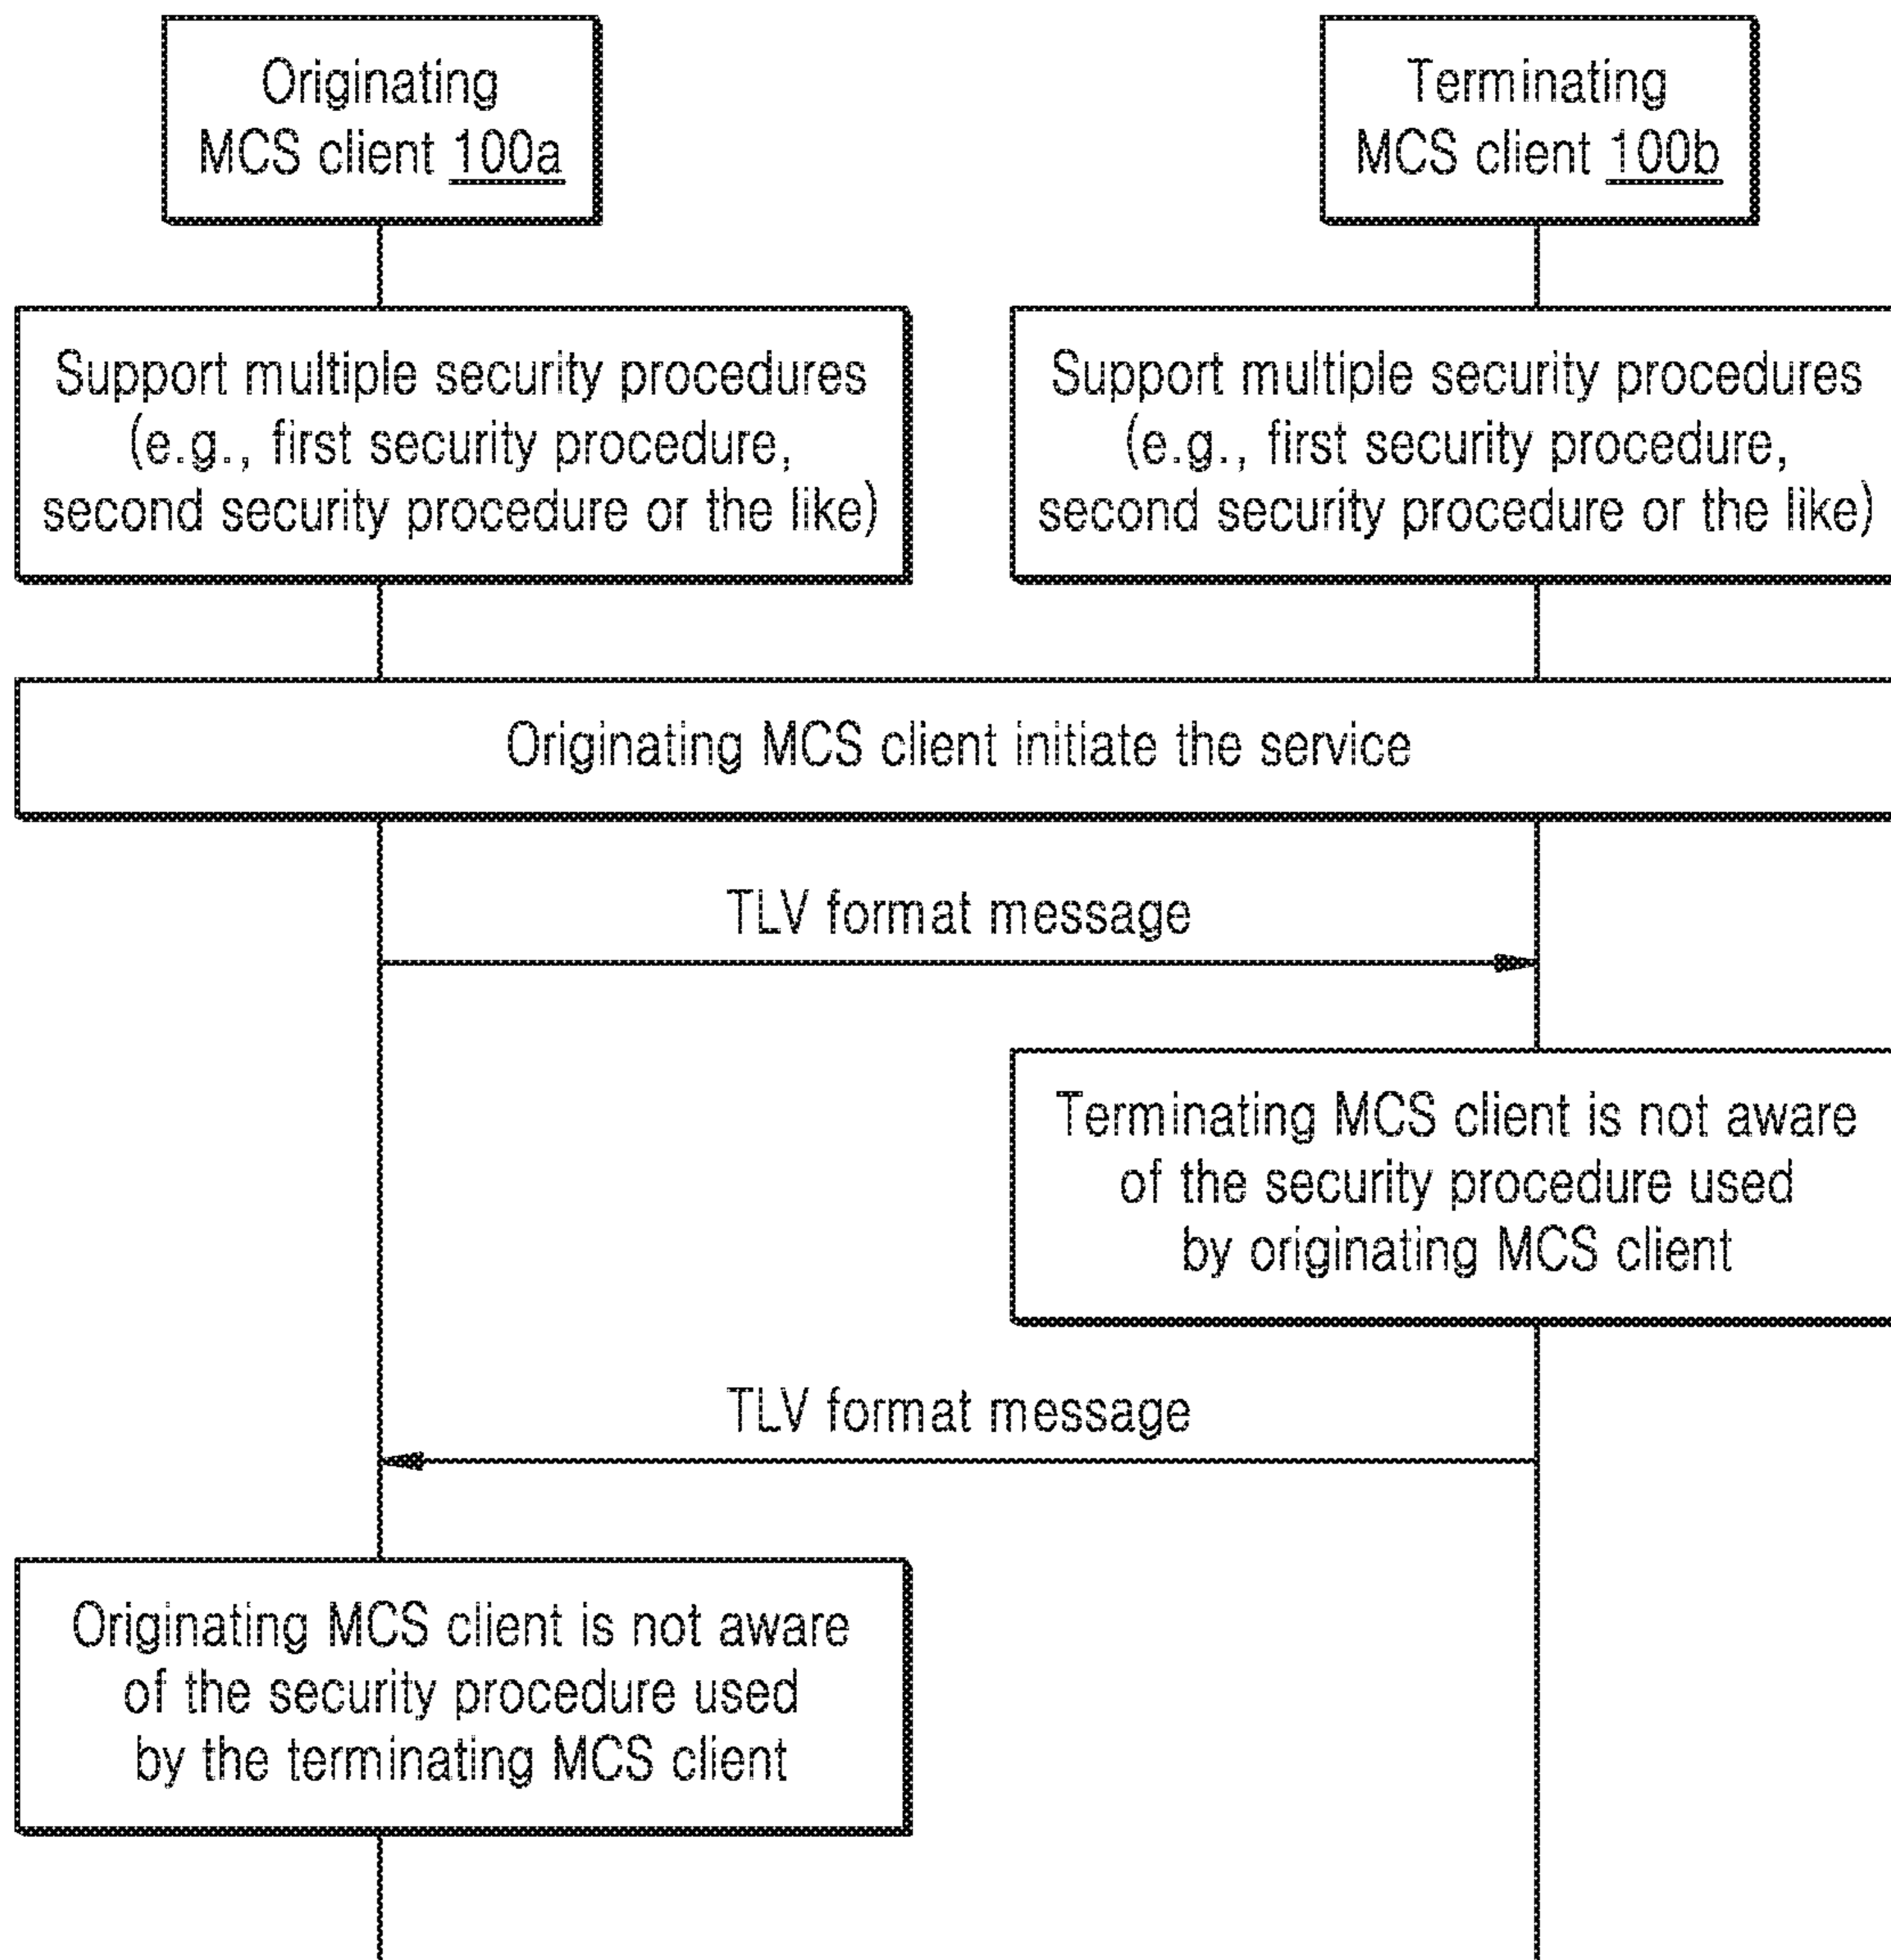 Originating
MCS client 100a
Terminating
MCS client 100b
Support multiple security procedures
(e.g., first security procedure,
second security procedure or the like)
Support multiple security procedures
(e.g., first security procedure,
second security procedure or the like)
Originating MCS client initiate the service
TLV format message
Terminating MCS client is not aware
of the security procedure used
by originating MCS client
TLV format message
Originating MCS client is not aware
of the security procedure used
by the terminating MCS client